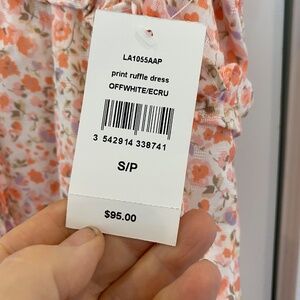 LA1055AAP
print ruffle dress
OFFWHITE/ECRU
3 542914 338741
S/P
$95.00